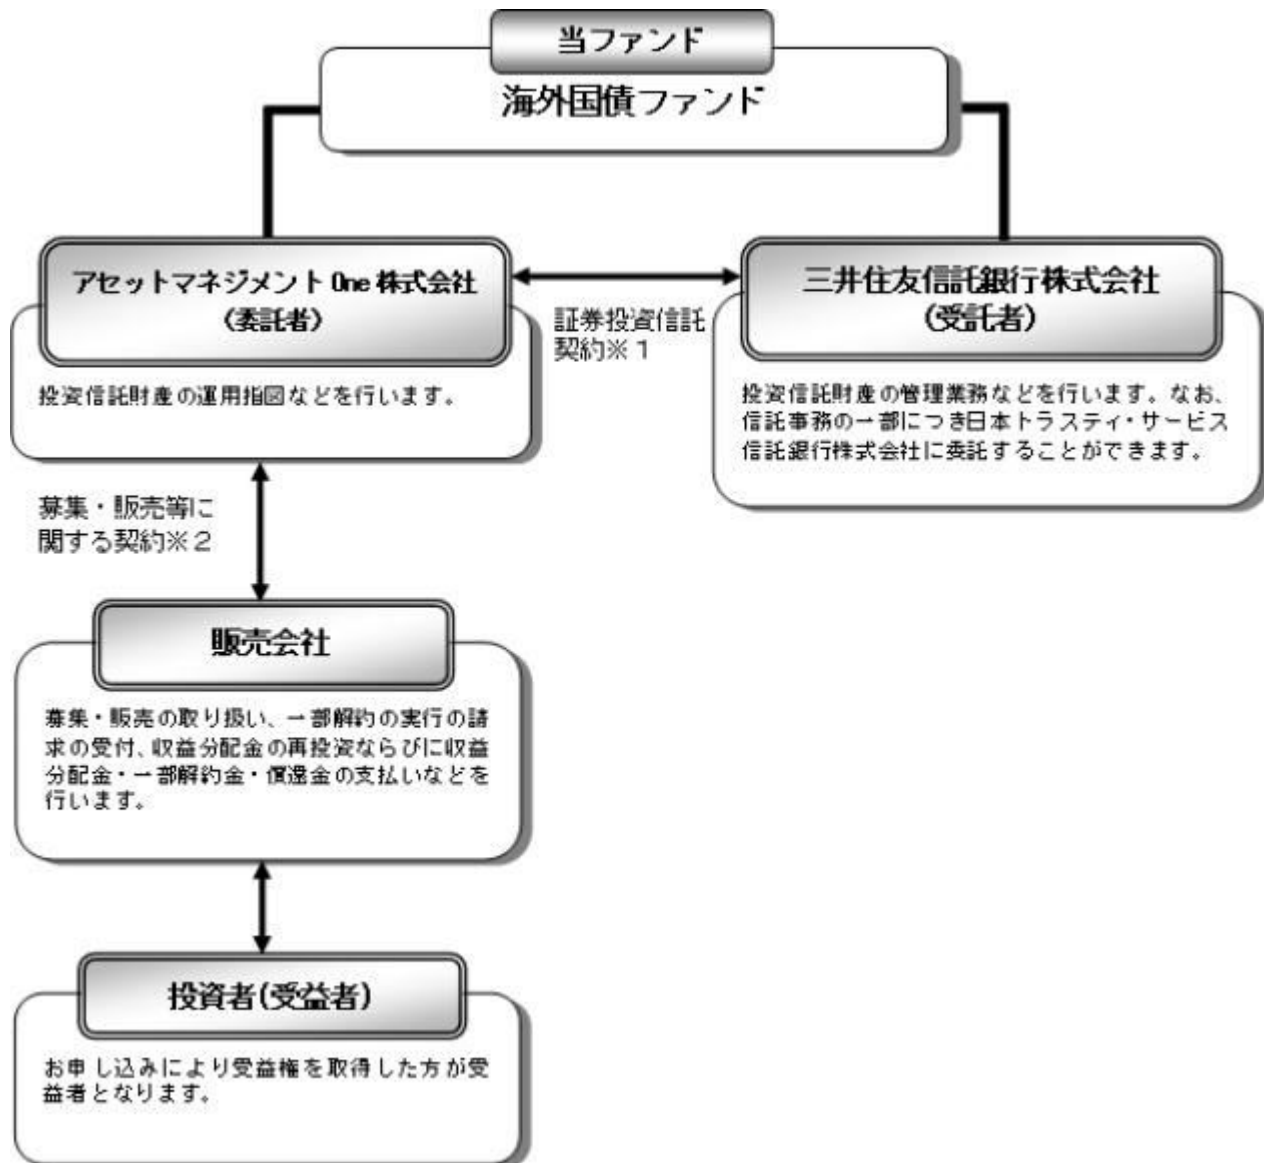 当ファンド
海外国債ファンド
アセットマネジメント One 株式会社
(委託者)
投資信託財産の運用指図などを行います。
証券投資信託
契約※１
三井住友信託銀行株式会社
(受託者)
投資信託財産の管理業務などを行います。なお、
信託事務の一部につき日本トラスティ・サービス
信託銀行株式会社に委託することができます。
募集・販売等に
関する契約※２
販売会社
募集・販売の取り扱い、一部解約の実行の請
求の受付、収益分配金の再投資ならびに収益
分配金・一部解約金・償還金の支払いなどを
行います。
投資者(受益者)
お申し込みにより受益権を取得した方が受
益者となります。